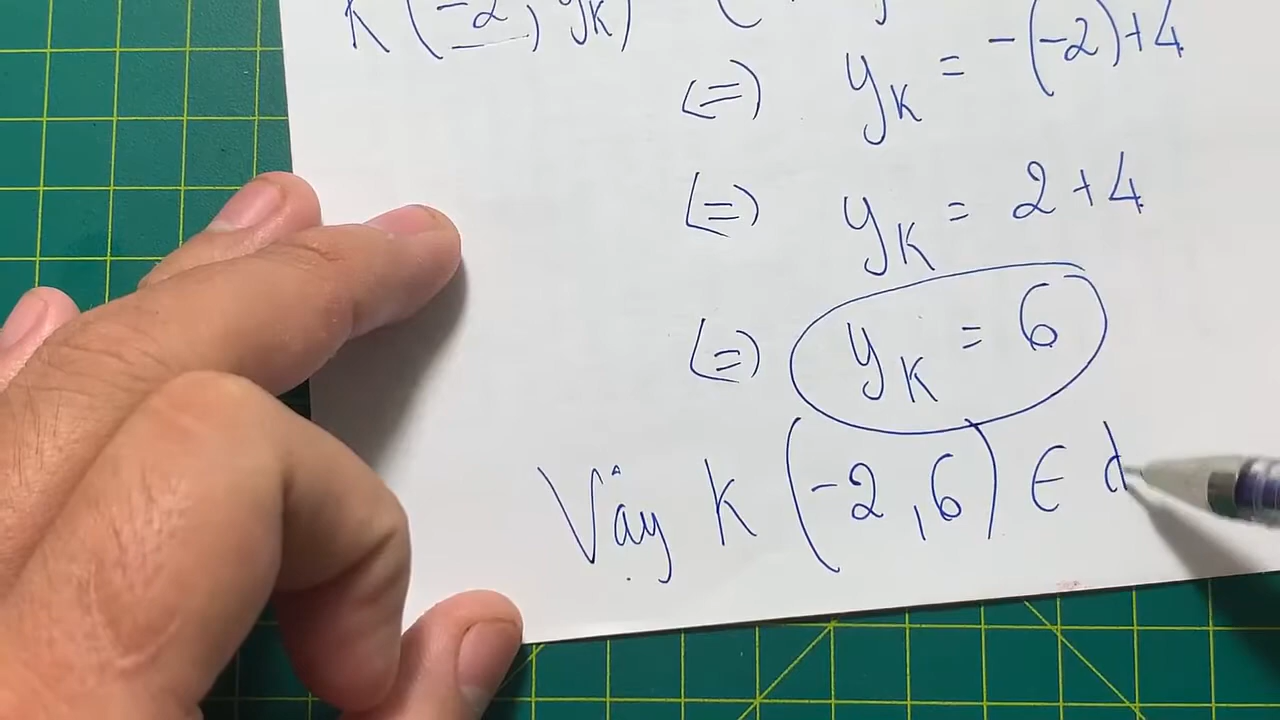 K (-2, yK)
(=) yK = -(-2)+4
(=) yK = 2+4
(=) yK = 6
Vậy K (-2,6) ∈ d